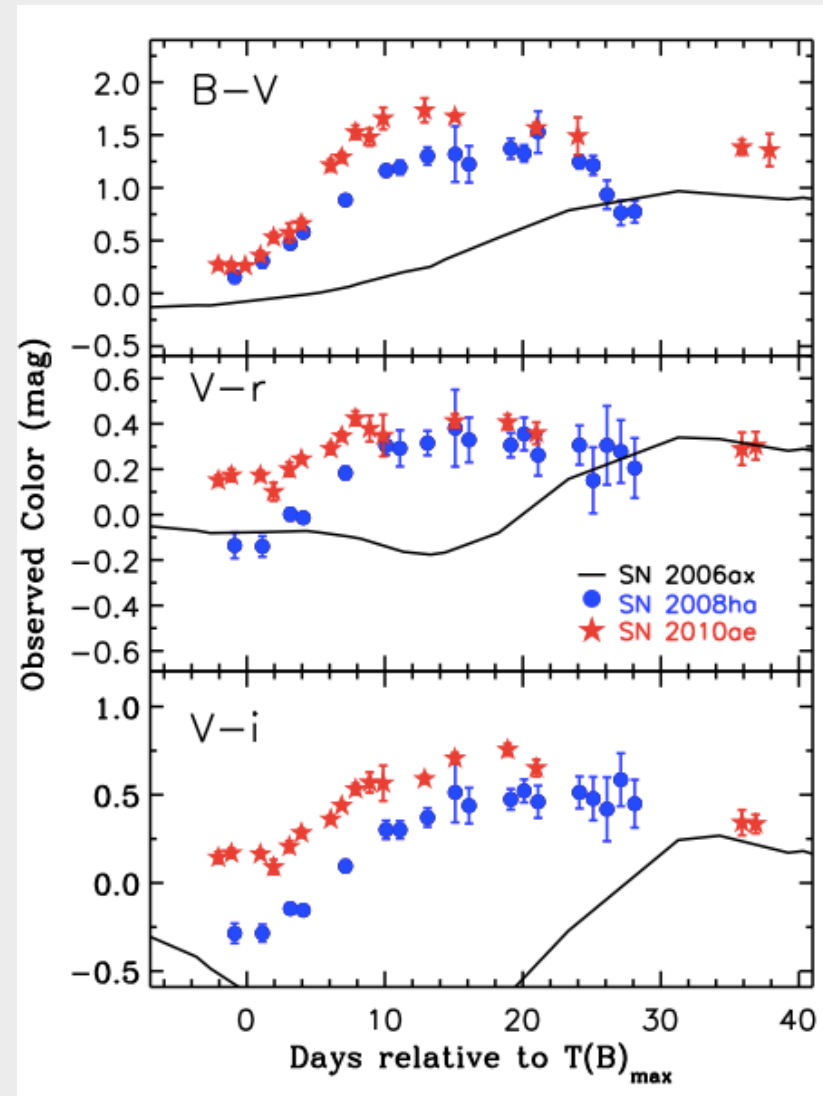 B−V
2.0
1.5
1.0
0.5
0.0
−0.5
V−r
0.6
0.4
0.2
0.0
−0.2
−0.4
−0.6
SN 2006ax
SN 2008ha
SN 2010ae
V−i
1.0
0.5
0.0
−0.5
0 10 20 30 40
Observed Color (mag)
Days relative to T(B)max